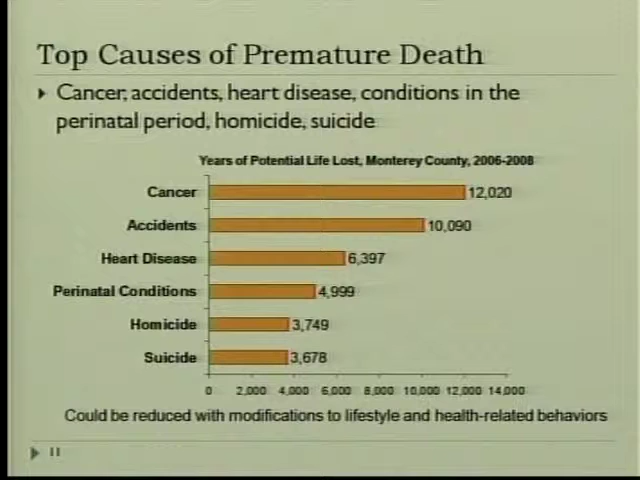 Top Causes of Premature Death
Cancer, accidents, heart disease, conditions in the
perinatal period, homicide, suicide
Years of Potential Life Lost, Monterey County, 2006-2008
Cancer 12,020
Accidents 10,090
Heart Disease 6,397
Perinatal Conditions 4,999
Homicide 3,749
Suicide 3,678
0 2,000 4,000 6,000 8,000 10,000 12,000 14,000
Could be reduced with modifications to lifestyle and health-related behaviors
11